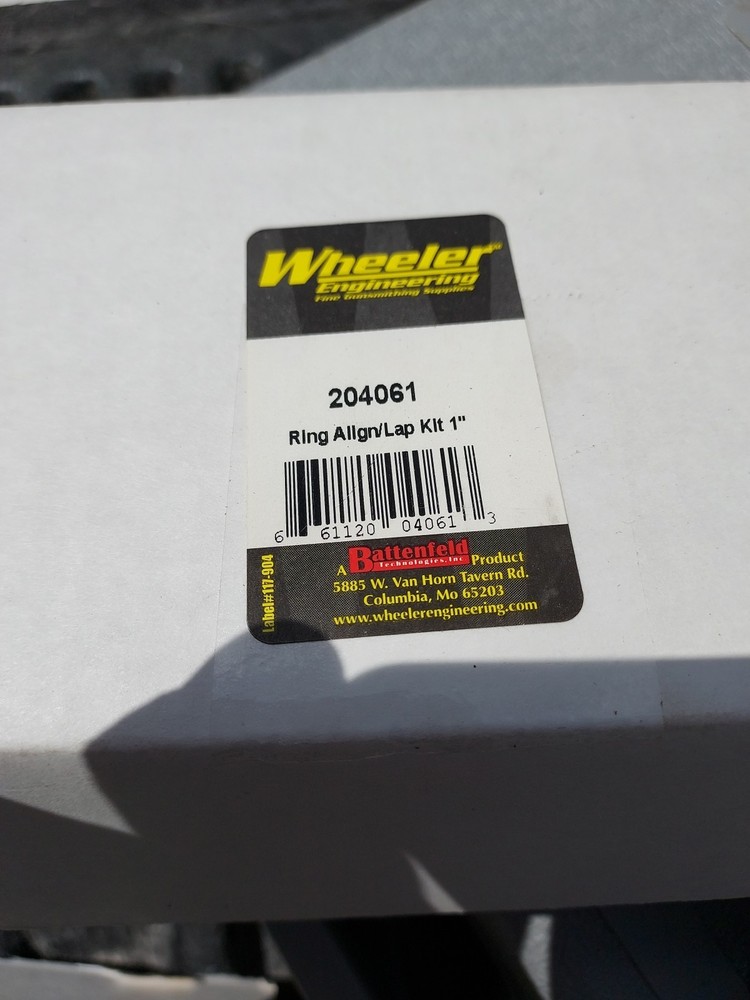 Wheeler™
Engineering
Fine Gunsmithing Supplies
204061
Ring Align/Lap Kit 1"
6 61120 04061 3
A Battenfeld Product
Technologies, Inc
5885 W. Van Horn Tavern Rd.
Columbia, Mo 65203
www.wheelerengineering.com
Label#117-904